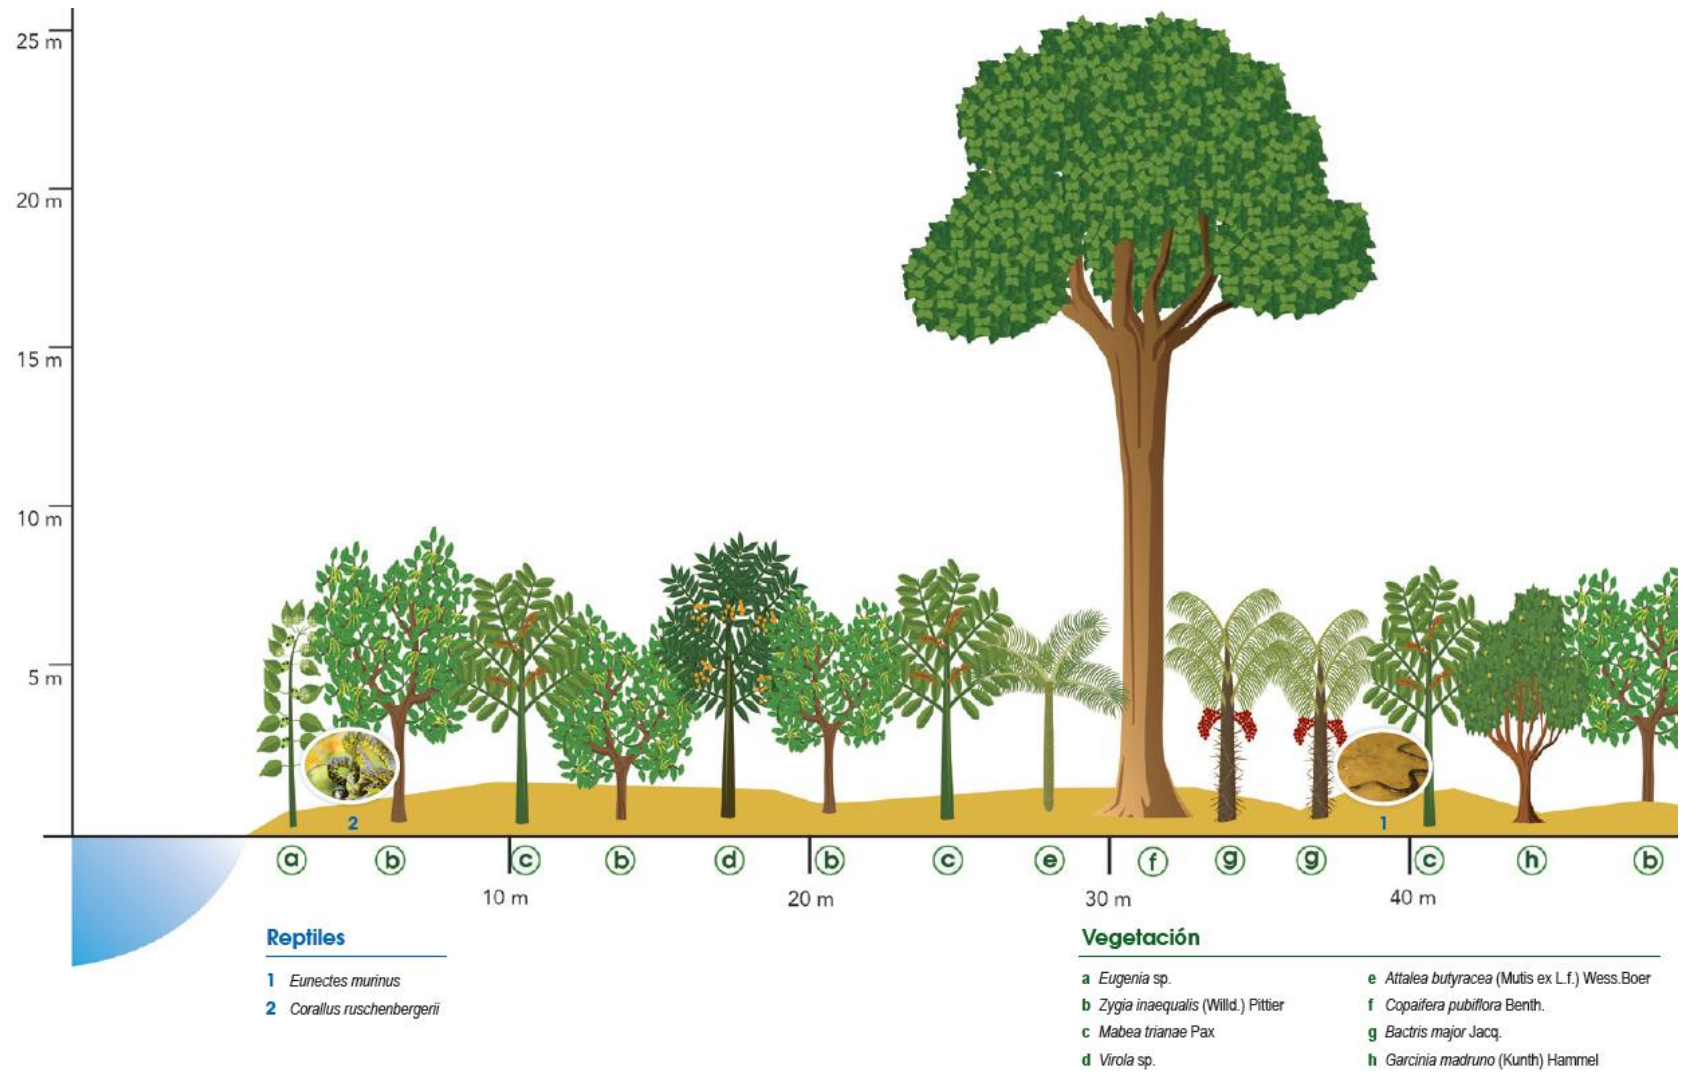 25 m
20 m
15 m
10 m
5 m
2
1
a b c b d b c e f g g c h b
10 m 20 m 30 m 40 m
Reptiles
1 Eunectes murinus
2 Corallus ruschenbergerii
Vegetación
a Eugenia sp.
b Zygia inaequalis (Willd.) Pittier
c Mabea trianae Pax
d Virola sp.
e Attalea butyracea (Mutis ex L.f.) Wess.Boer
f Copaifera pubiflora Benth.
g Bactris major Jacq.
h Garcinia madruno (Kunth) Hammel